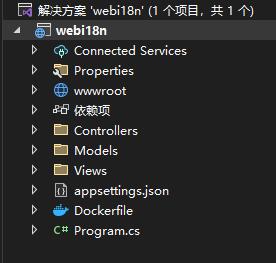 解决方案 'webi18n' (1 个项目，共 1 个)
webi18n
Connected Services
Properties
wwwroot
依赖项
Controllers
Models
Views
appsettings.json
Dockerfile
C# Program.cs